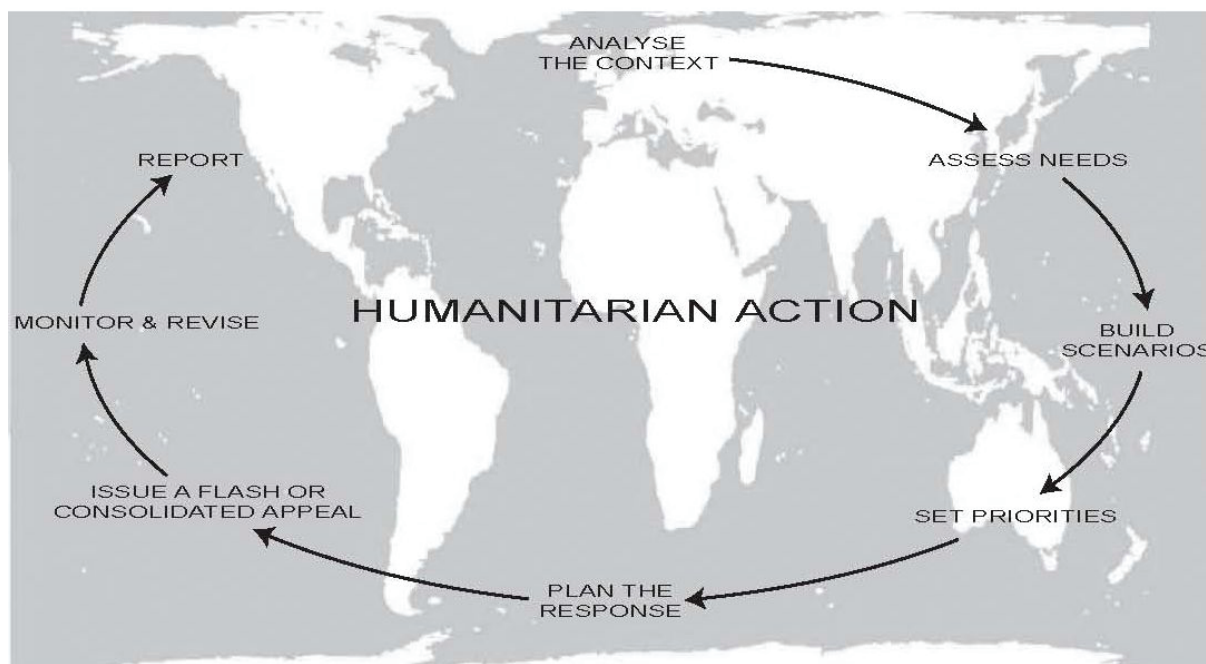 ANALYSE
THE CONTEXT
ASSESS NEEDS
BUILD
SCENARIOS
SET PRIORITIES
PLAN THE
RESPONSE
ISSUE A FLASH OR
CONSOLIDATED APPEAL
MONITOR & REVISE
REPORT
HUMANITARIAN ACTION